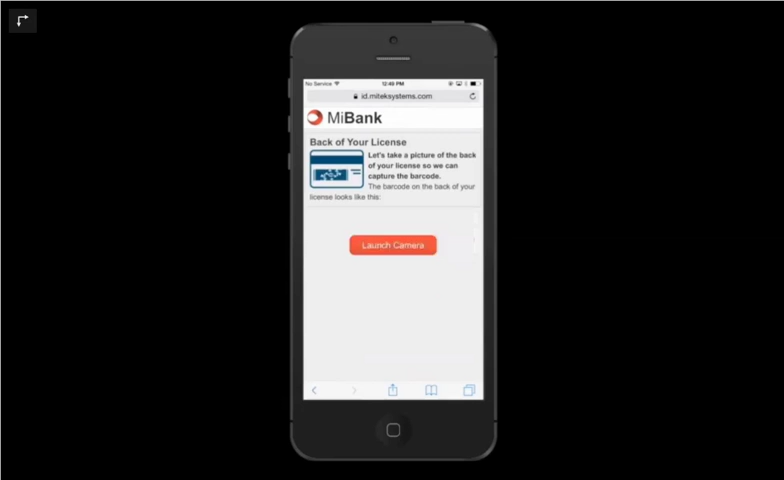 No Service 12:49 PM
id.miteksystems.com
MiBank
Back of Your License
Let's take a picture of the back
of your license so we can
capture the barcode.
The barcode on the back of your
license looks like this:
Launch Camera